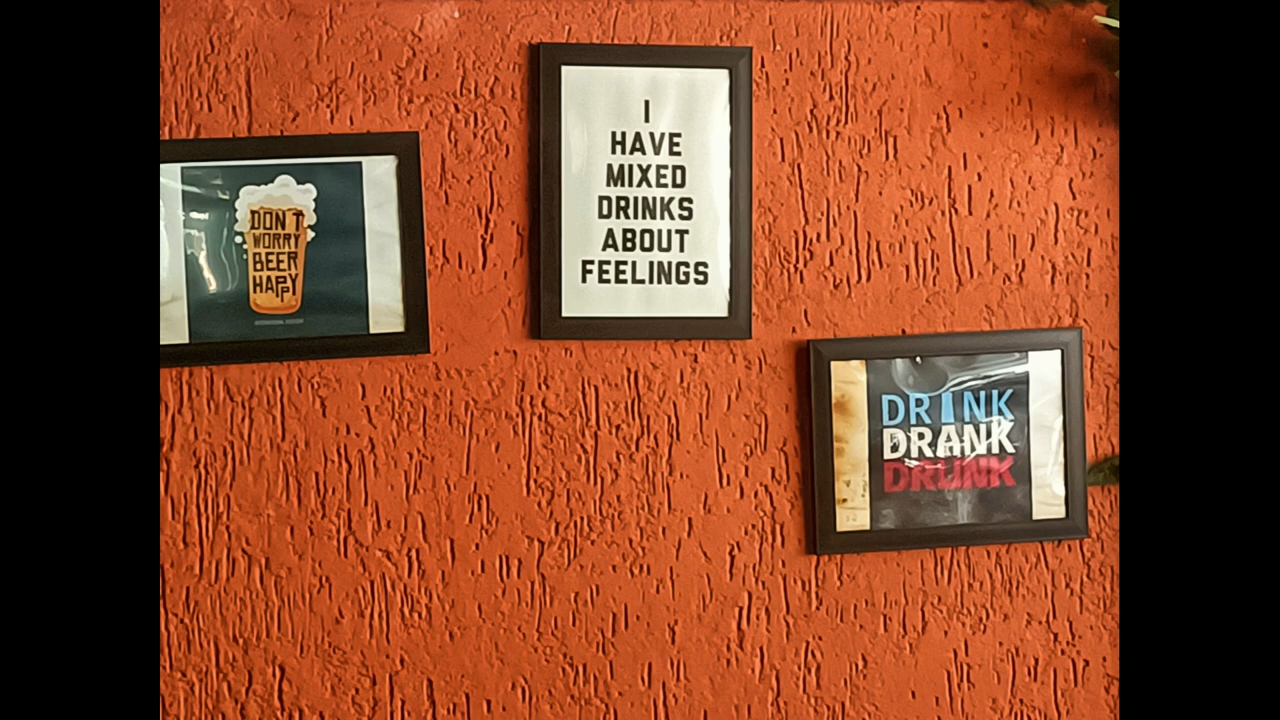 DON'T
WORRY
BEER
HAPPY
I
HAVE
MIXED
DRINKS
ABOUT
FEELINGS
DRINK
DRANK
DRUNK